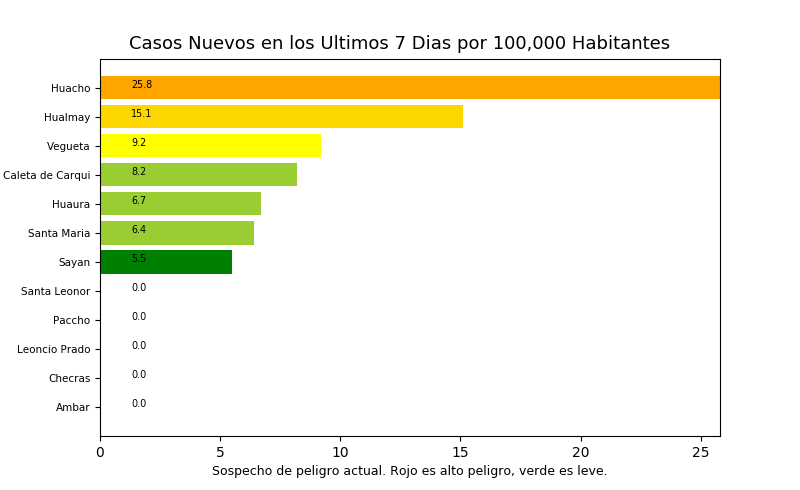 Casos Nuevos en los Ultimos 7 Dias por 100,000 Habitantes
Huacho 25.8
Hualmay 15.1
Vegueta 9.2
Caleta de Carqui 8.2
Huaura 6.7
Santa Maria 6.4
Sayan 5.5
Santa Leonor 0.0
Paccho 0.0
Leoncio Prado 0.0
Checras 0.0
Ambar 0.0
0 5 10 15 20 25
Sospecho de peligro actual. Rojo es alto peligro, verde es leve.